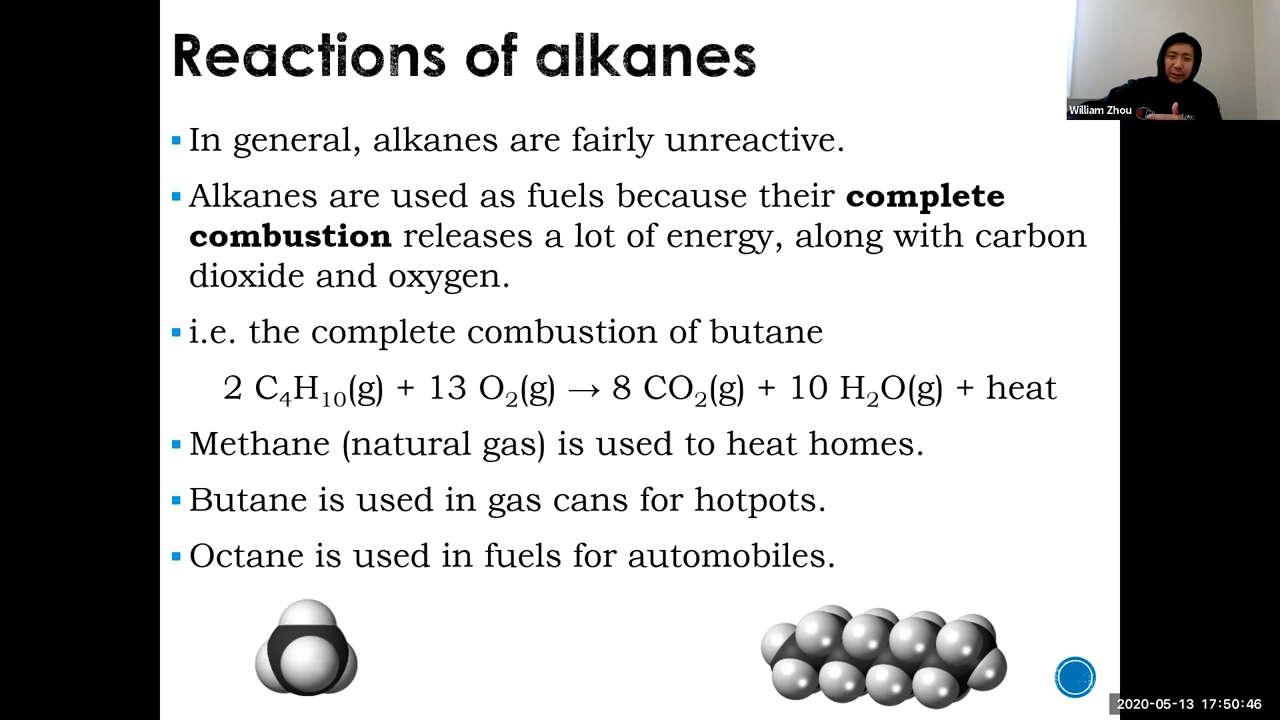 Reactions of alkanes
William Zhou
▪ In general, alkanes are fairly unreactive.
▪ Alkanes are used as fuels because their complete
combustion releases a lot of energy, along with carbon
dioxide and oxygen.
▪ i.e. the complete combustion of butane
2 C₄H₁₀(g) + 13 O₂(g) → 8 CO₂(g) + 10 H₂O(g) + heat
▪ Methane (natural gas) is used to heat homes.
▪ Butane is used in gas cans for hotpots.
▪ Octane is used in fuels for automobiles.
2020-05-13 17:50:46